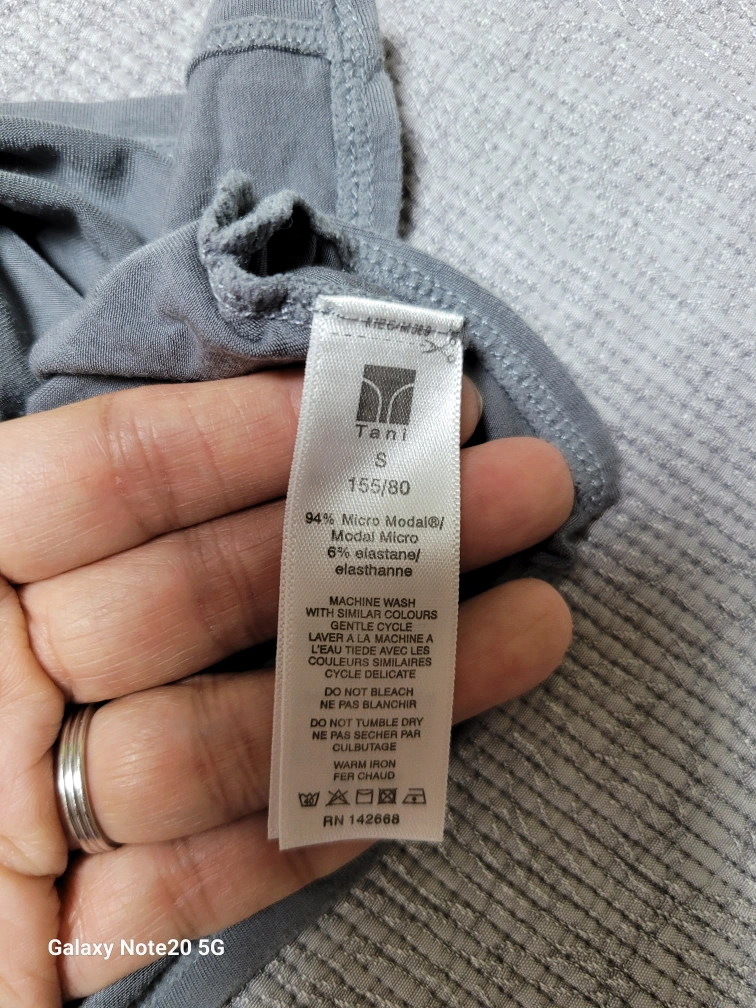 Tani
S
155/80
94% Micro Modal®/
Modal Micro
6% elastane/
elasthanne
MACHINE WASH
WITH SIMILAR COLOURS
GENTLE CYCLE
LAVER A LA MACHINE A
L'EAU TIEDE AVEC LES
COULEURS SIMILAIRES
CYCLE DELICATE
DO NOT BLEACH
NE PAS BLANCHIR
DO NOT TUMBLE DRY
NE PAS SECHER PAR
CULBUTAGE
WARM IRON
FER CHAUD
RN 142668
Galaxy Note20 5G